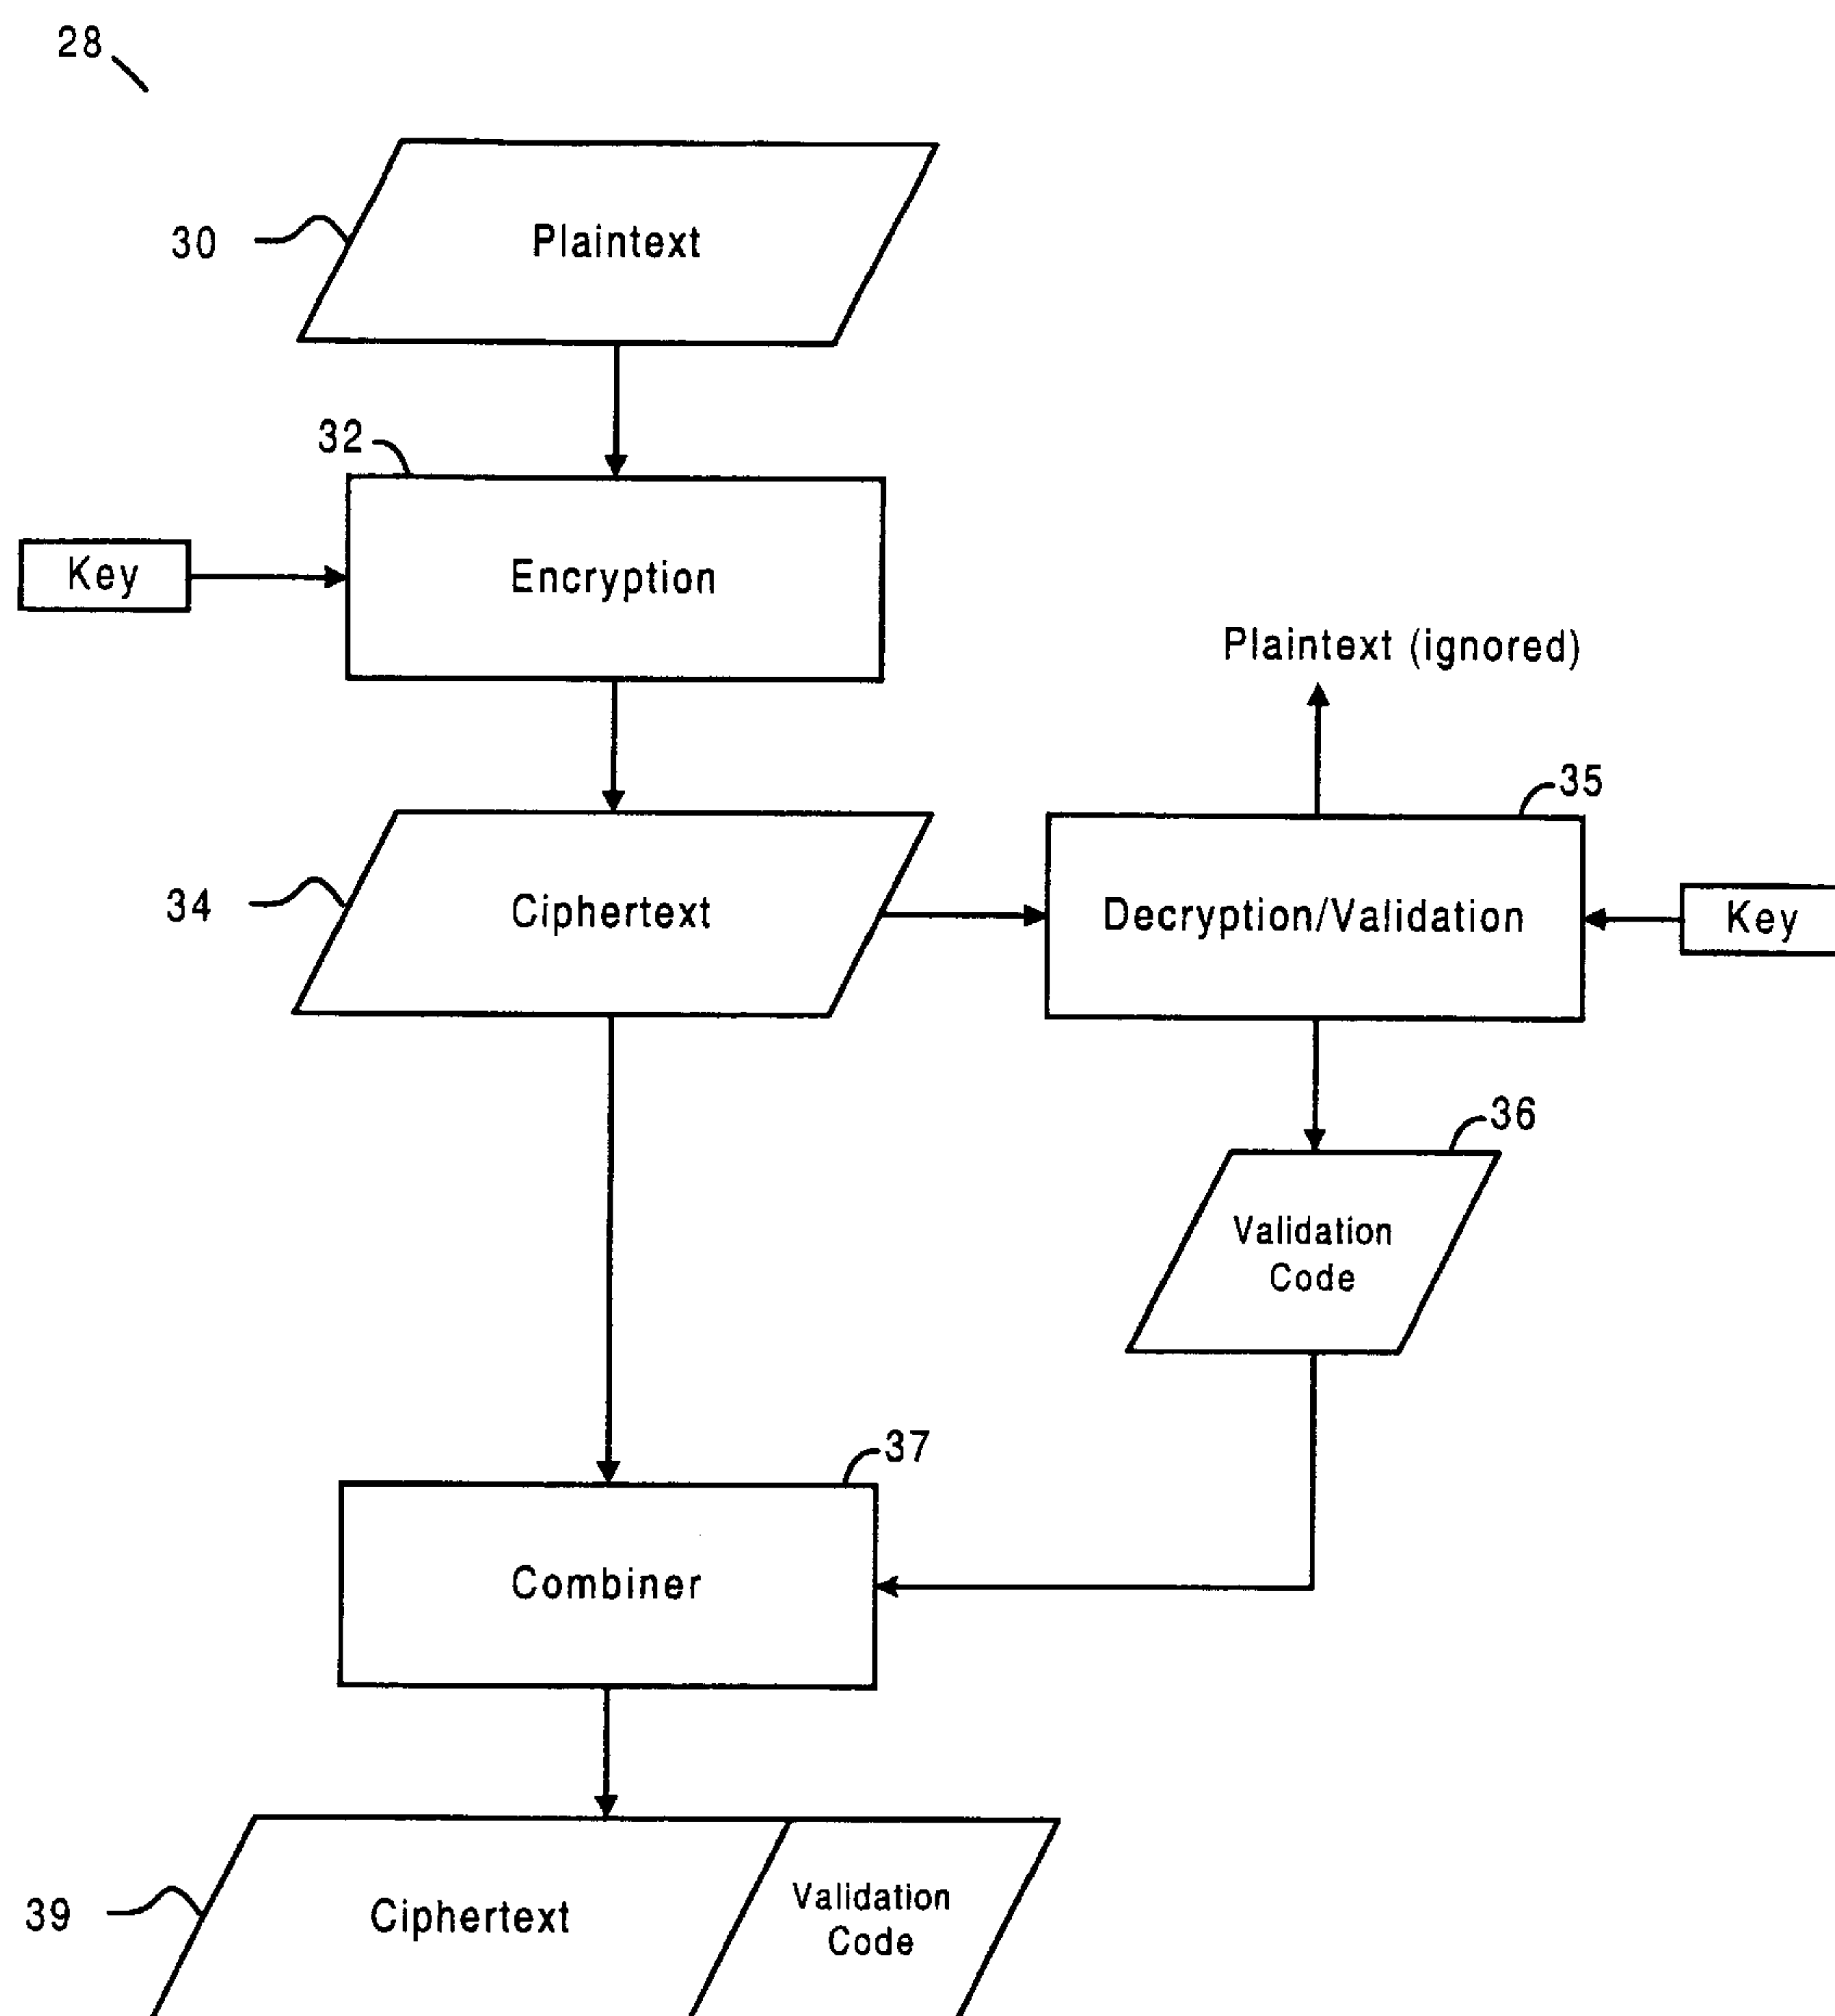 28
30
Plaintext
32
Key
Encryption
Plaintext (ignored)
35
34
Ciphertext
Decryption/Validation
Key
36
Validation
Code
37
Combiner
39
Ciphertext
Validation
Code